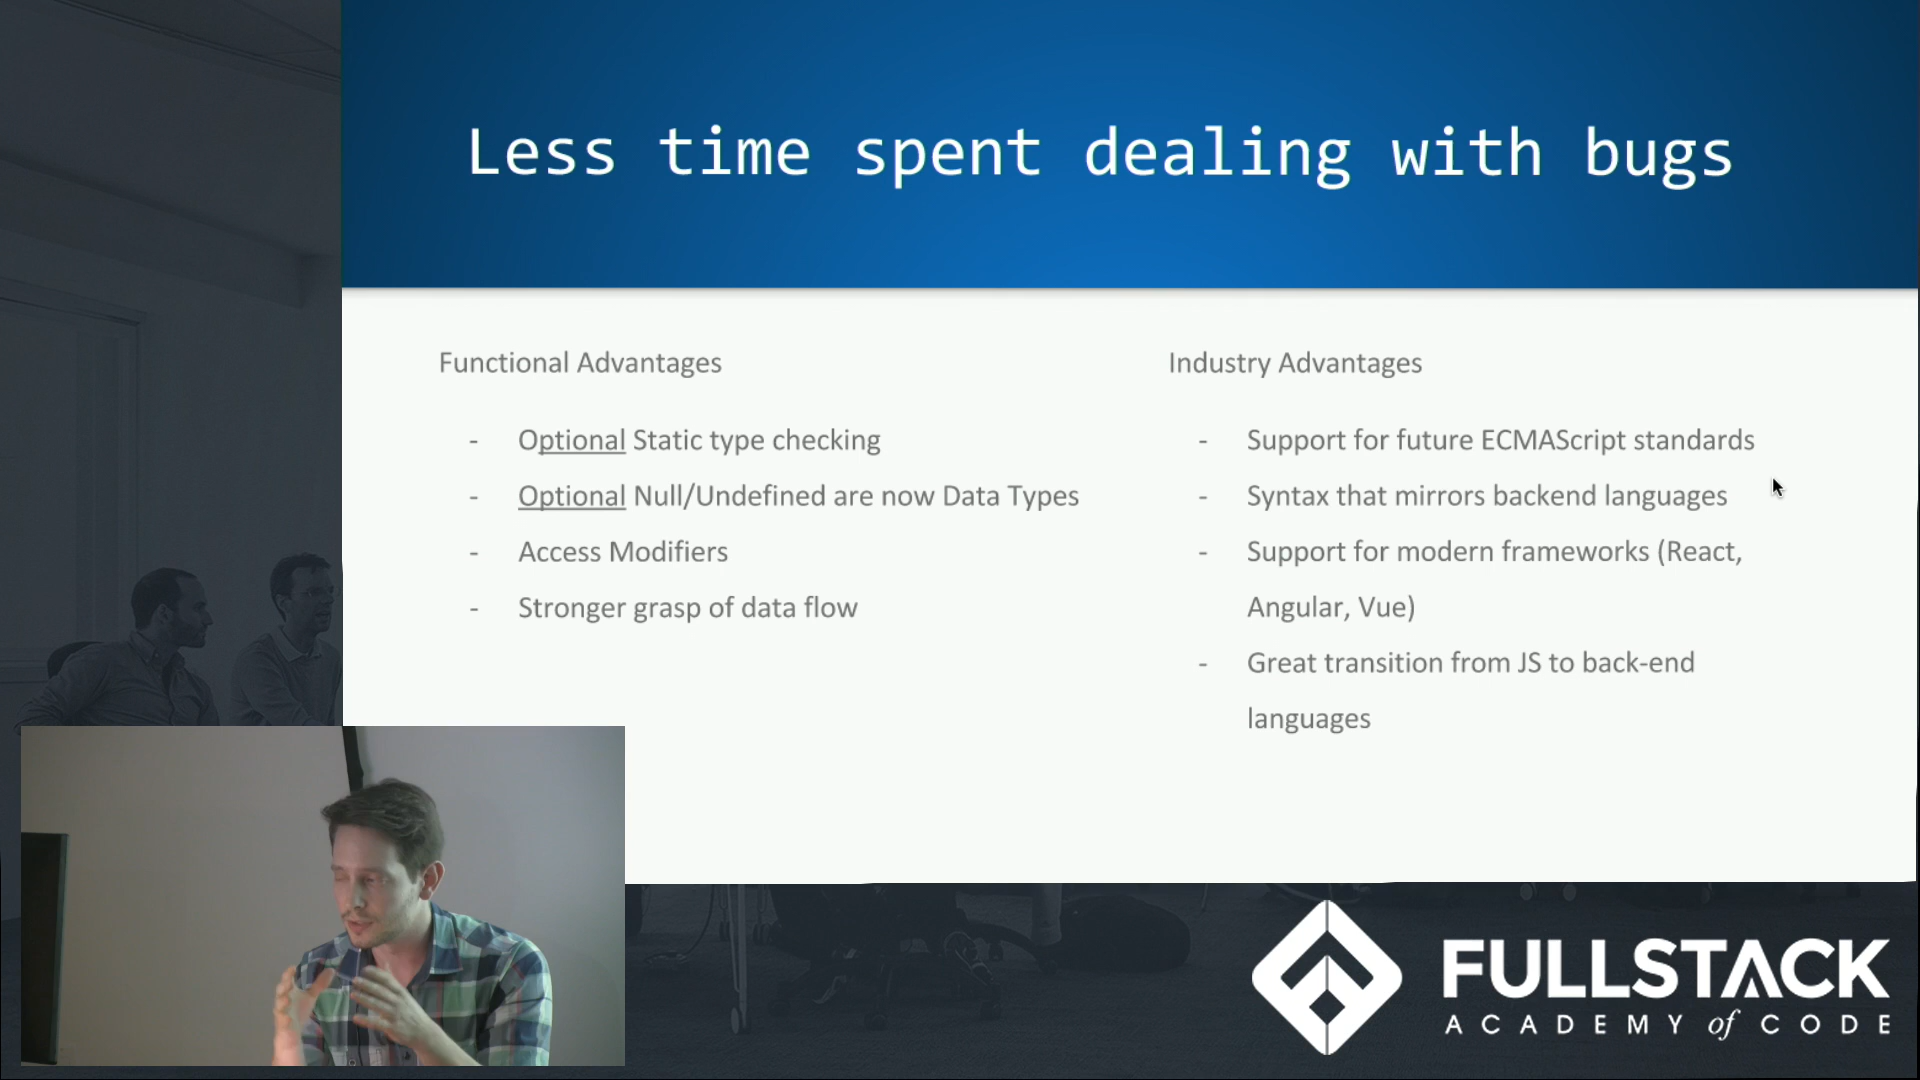 Less time spent dealing with bugs
Functional Advantages
- Optional Static type checking
- Optional Null/Undefined are now Data Types
- Access Modifiers
- Stronger grasp of data flow
Industry Advantages
- Support for future ECMAScript standards
- Syntax that mirrors backend languages
- Support for modern frameworks (React,
Angular, Vue)
- Great transition from JS to back-end
languages
FULLSTACK
ACADEMY of CODE